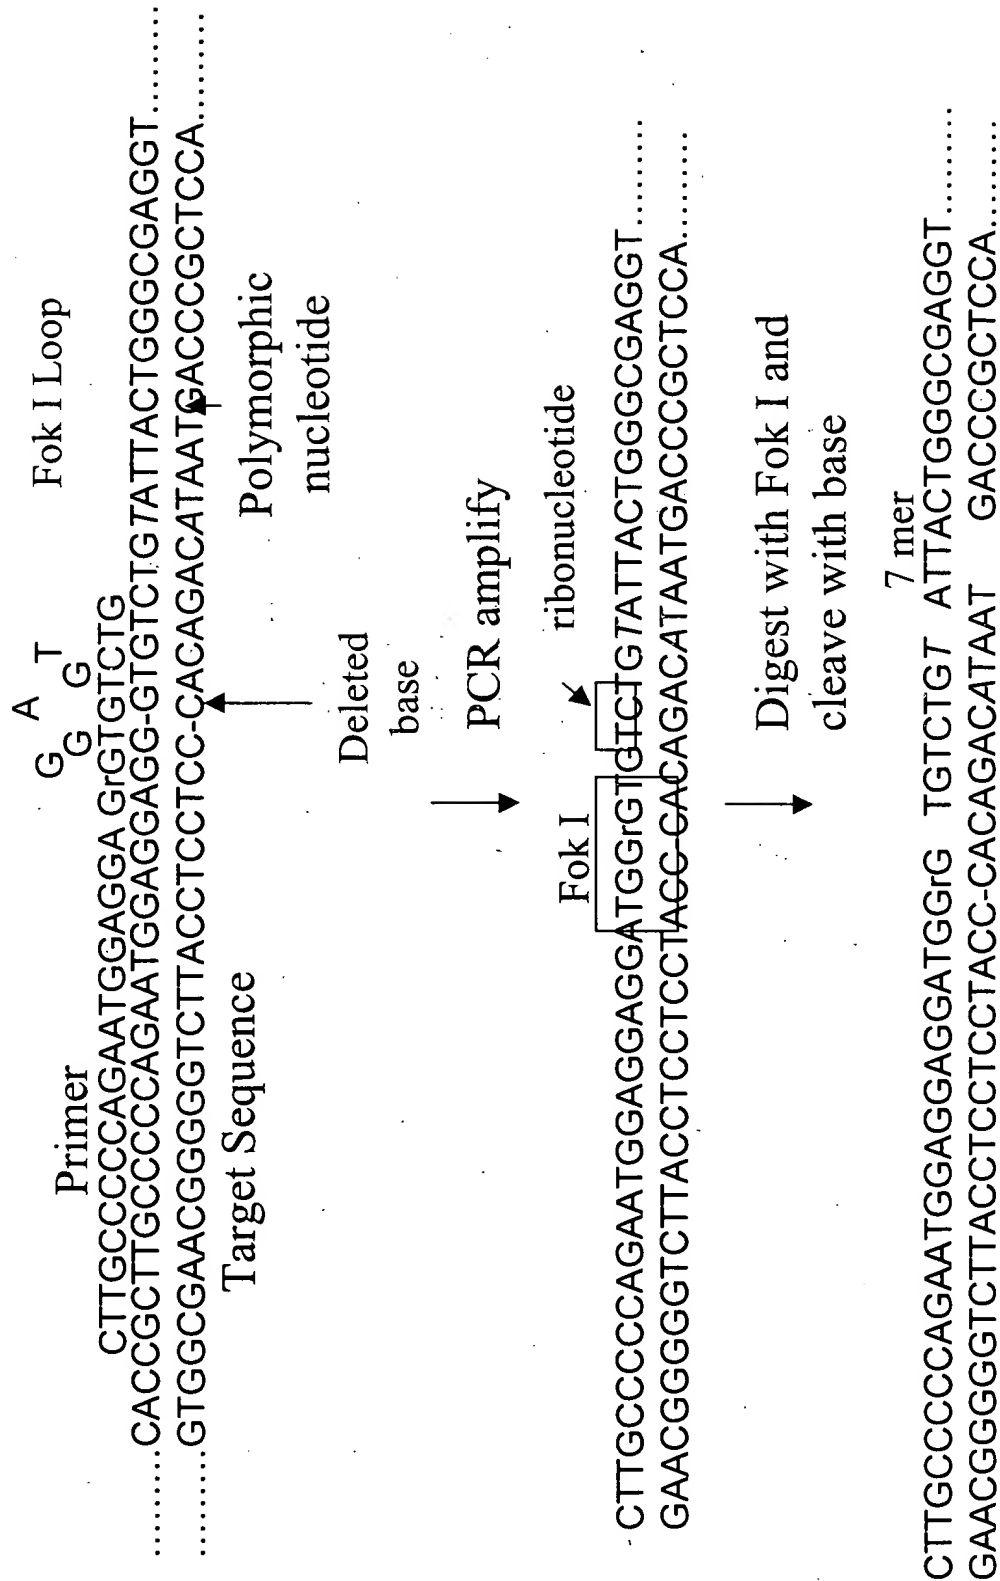 A
G T
Primer G G Fok I Loop
CTTGCCCCCAGAATGGAGGA GrGTGTCTG
.........CACCGCTTGCCCCCAGAATGGAGGAGG-GTGTCTGTATTACTGGGCGAGGT.........
.........GTGGCGAACGGGGGTCTTACCTCCTCC-CACAGACATAATGACCCGCTCCA.........
Target Sequence
Deleted
base
Polymorphic
nucleotide
PCR amplify
Fok I
ribonucleotide
CTTGCCCCCAGAATGGAGGAGGATGGrGTGTCTGTATTACTGGGCGAGGT.........
GAACGGGGGTCTTACCTCCTCCTACC-CACAGACATAATGACCCGCTCCA.........
Digest with Fok I and
cleave with base
7 mer
CTTGCCCCCAGAATGGAGGAGGATGGrG TGTCTGT ATTACTGGGCGAGGT.........
GAACGGGGGTCTTACCTCCTCCTACC-CACAGACATAAT GACCCGCTCCA.........